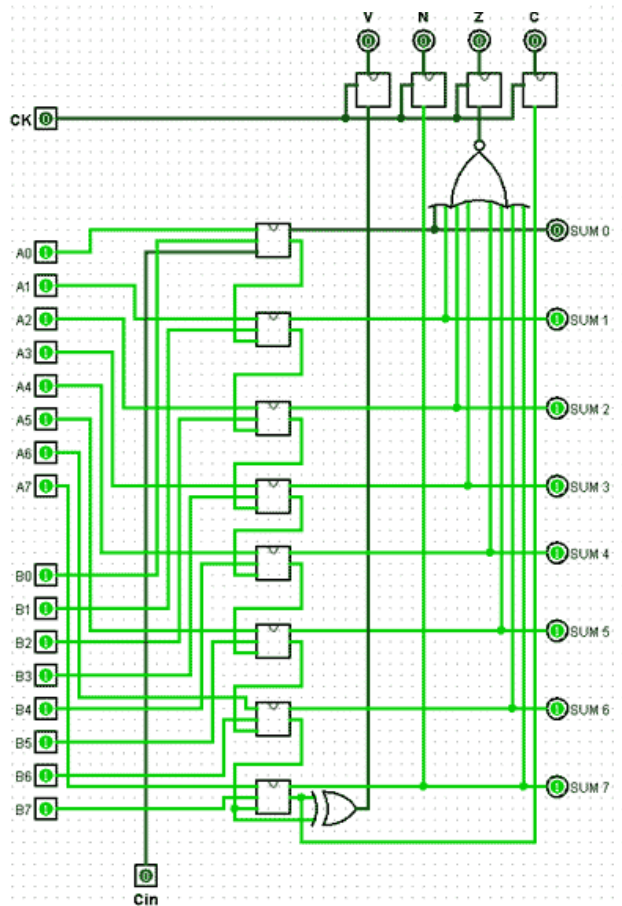 V N Z C
0 0 0 0
CK 0
0 SUM 0
A0 1
A1 1
1 SUM 1
A2 1
A3 1
A4 1
1 SUM 2
A5 1
A6 1
A7 1
1 SUM 3
1 SUM 4
B0 1
B1 1
1 SUM 5
B2 1
B3 1
B4 1
1 SUM 6
B5 1
B6 1
1 SUM 7
B7 1
0
Cin